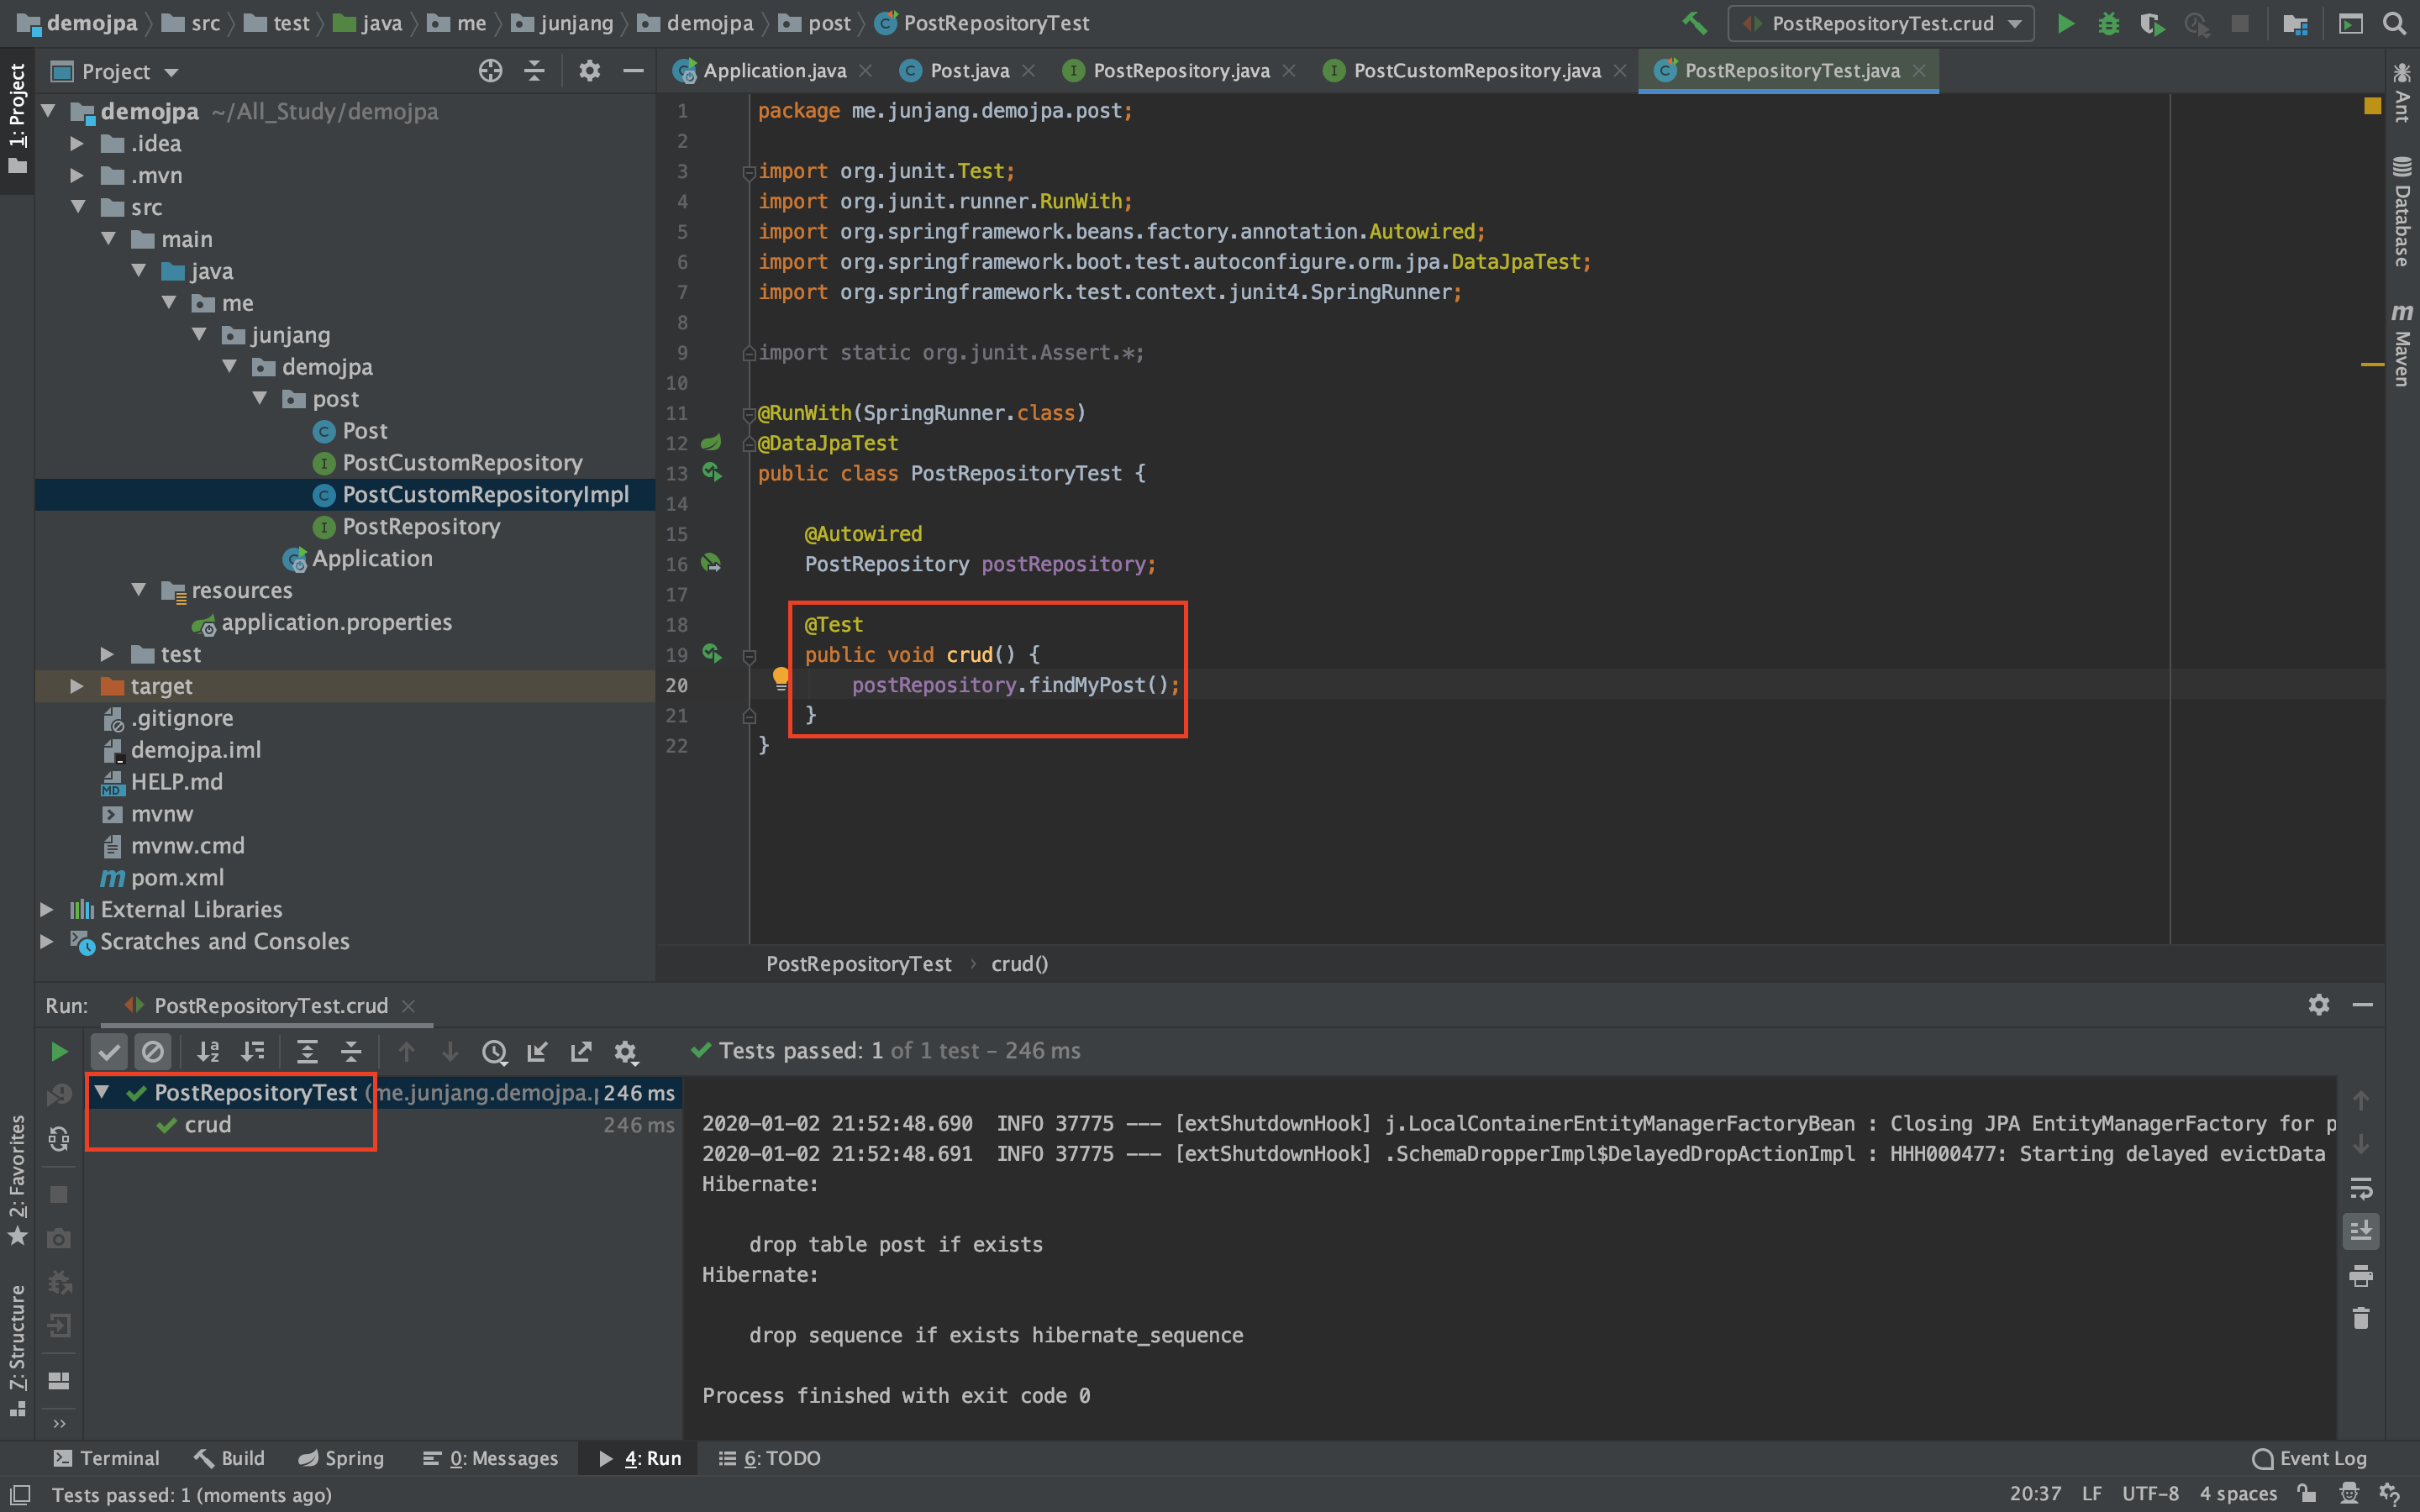 demojpa src test java me junjang demojpa post PostRepositoryTest
PostRepositoryTest.crud
1: Project
Project
demojpa ~/All_Study/demojpa
.idea
.mvn
src
main
java
me
junjang
demojpa
post
Post
PostCustomRepository
PostCustomRepositoryImpl
PostRepository
Application
resources
application.properties
test
target
.gitignore
demojpa.iml
HELP.md
mvnw
mvnw.cmd
pom.xml
External Libraries
Scratches and Consoles
Application.java Post.java PostRepository.java PostCustomRepository.java PostRepositoryTest.java
1 package me.junjang.demojpa.post;
2
3 import org.junit.Test;
4 import org.junit.runner.RunWith;
5 import org.springframework.beans.factory.annotation.Autowired;
6 import org.springframework.boot.test.autoconfigure.orm.jpa.DataJpaTest;
7 import org.springframework.test.context.junit4.SpringRunner;
8
9 import static org.junit.Assert.*;
10
11 @RunWith(SpringRunner.class)
12 @DataJpaTest
13 public class PostRepositoryTest {
14
15 @Autowired
16 PostRepository postRepository;
17
18 @Test
19 public void crud() {
20 postRepository.findMyPost();
21 }
22 }
PostRepositoryTest › crud()
Ant
Database
Maven
Run: PostRepositoryTest.crud
Tests passed: 1 of 1 test – 246 ms
PostRepositoryTest (me.junjang.demojpa.p 246 ms
crud 246 ms
2020-01-02 21:52:48.690 INFO 37775 --- [extShutdownHook] j.LocalContainerEntityManagerFactoryBean : Closing JPA EntityManagerFactory for p
2020-01-02 21:52:48.691 INFO 37775 --- [extShutdownHook] .SchemaDropperImpl$DelayedDropActionImpl : HHH000477: Starting delayed evictData
Hibernate:
drop table post if exists
Hibernate:
drop sequence if exists hibernate_sequence
Process finished with exit code 0
2: Favorites
Z: Structure
Terminal Build Spring 0: Messages 4: Run 6: TODO Event Log
Tests passed: 1 (moments ago) 20:37 LF UTF-8 4 spaces